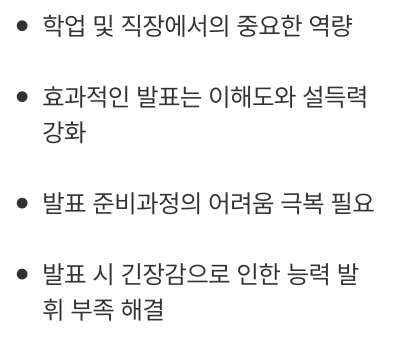 • 학업 및 직장에서의 중요한 역량
• 효과적인 발표는 이해도와 설득력
강화
• 발표 준비과정의 어려움 극복 필요
• 발표 시 긴장감으로 인한 능력 발
휘 부족 해결